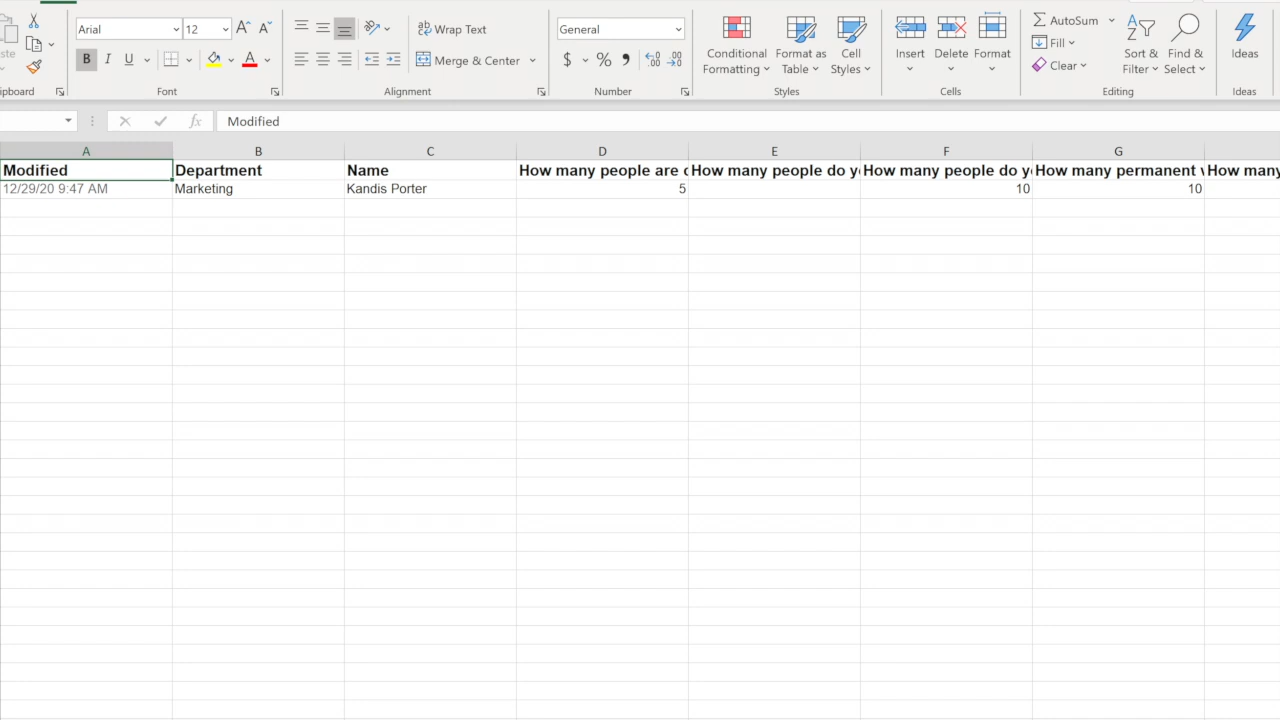 Arial 12 Wrap Text General AutoSum
Fill
Clear
B I U Merge & Center $ % Conditional Formatting Format as Table Cell Styles Insert Delete Format Sort & Filter Find & Select Ideas
Font Alignment Number Styles Cells Editing Ideas
fx Modified
A B C D E F G
Modified Department Name How many people are How many people do How many people do How many permanent How many
12/29/20 9:47 AM Marketing Kandis Porter 5 10 10